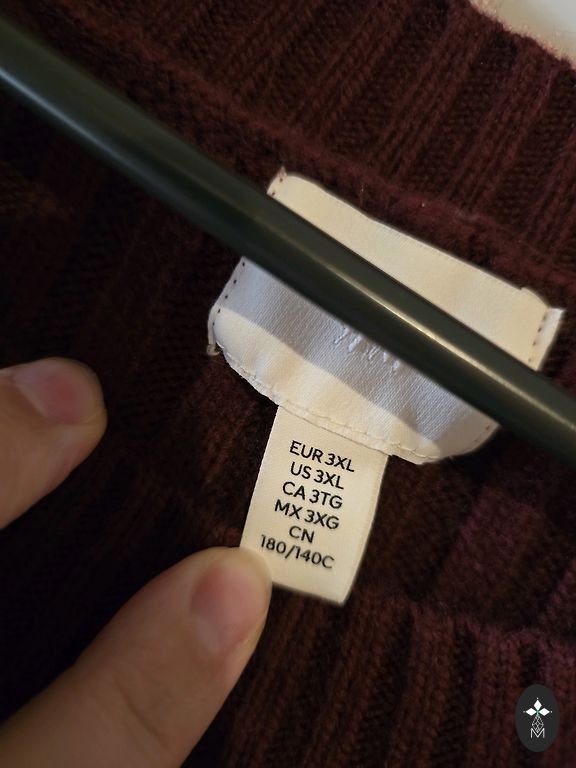 EUR 3XL
US 3XL
CA 3TG
MX 3XG
CN
180/140C
M